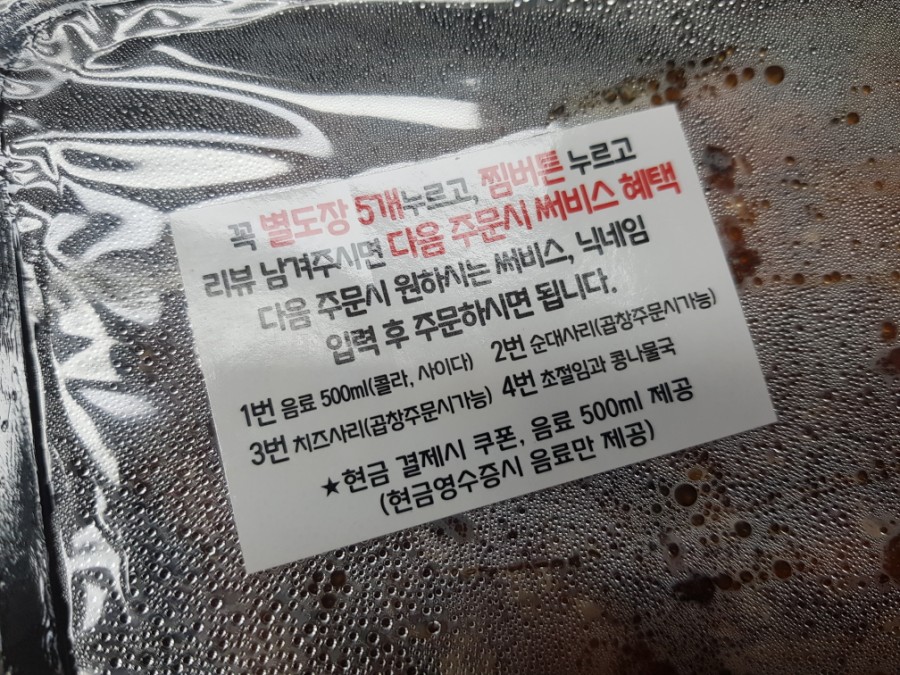 꼭 별도장 5개누르고, 찜버튼 누르고
리뷰 남겨주시면 다음 주문시 써비스 혜택
다음 주문시 원하시는 써비스, 닉네임
입력 후 주문하시면 됩니다.
1번 음료 500ml(콜라, 사이다) 2번 순대사리(곱창주문시가능)
3번 치즈사리(곱창주문시가능) 4번 초절임과 콩나물국
★현금 결제시 쿠폰, 음료 500ml 제공
(현금영수증시 음료만 제공)